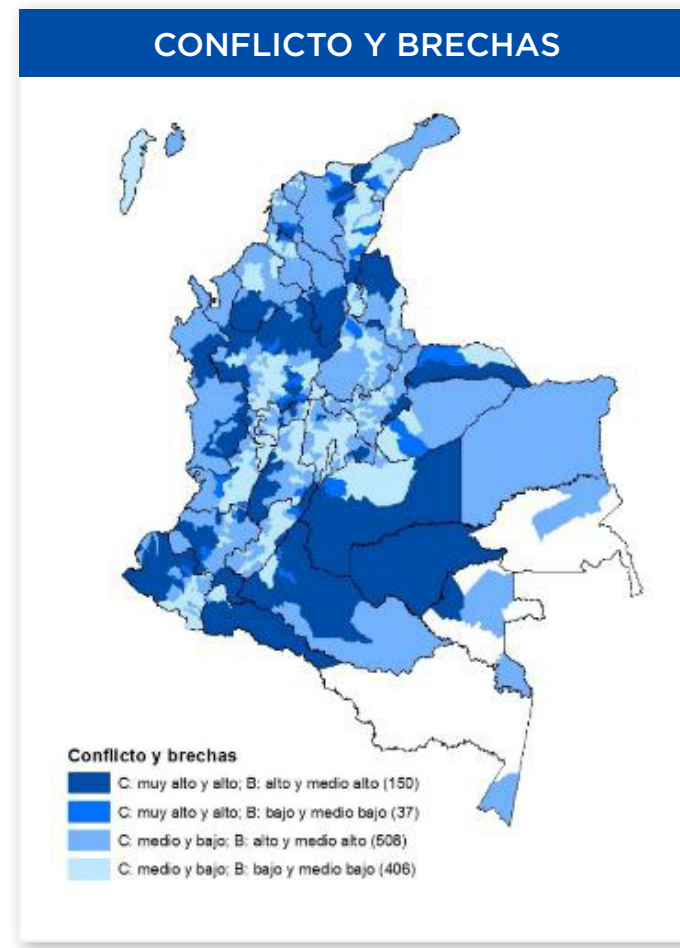 CONFLICTO Y BRECHAS
Conflicto y brechas
C: muy alto y alto; B: alto y medio alto (150)
C: muy alto y alto; B: bajo y medio bajo (37)
C: medio y bajo; B: alto y medio alto (508)
C: medio y bajo; B: bajo y medio bajo (406)